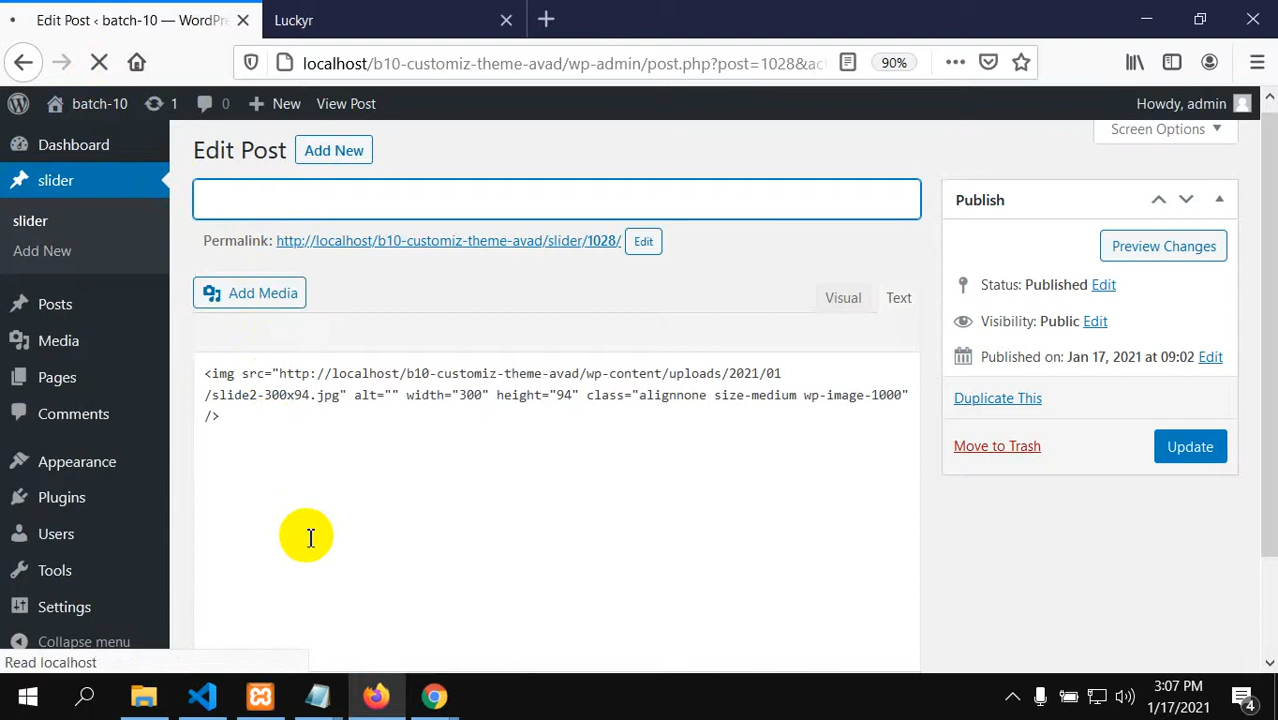 Edit Post ‹ batch-10 — WordPre
Luckyr
localhost/b10-customiz-theme-avad/wp-admin/post.php?post=1028&ac
90%
batch-10
1
0
New
View Post
Howdy, admin
Dashboard
slider
slider
Add New
Posts
Media
Pages
Comments
Appearance
Plugins
Users
Tools
Settings
Collapse menu
Screen Options
Edit Post
Add New
Permalink: http://localhost/b10-customiz-theme-avad/slider/1028/ Edit
Add Media
Visual
Text
<img src="http://localhost/b10-customiz-theme-avad/wp-content/uploads/2021/01
/slide2-300x94.jpg" alt="" width="300" height="94" class="alignnone size-medium wp-image-1000"
/>
Publish
Preview Changes
Status: Published Edit
Visibility: Public Edit
Published on: Jan 17, 2021 at 09:02 Edit
Duplicate This
Move to Trash
Update
Read localhost
3:07 PM
1/17/2021
4